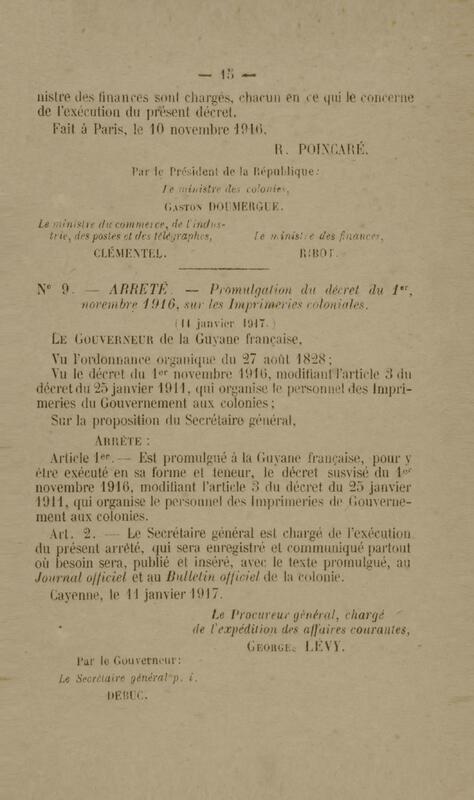 — 15 —
nistre des finances sont chargés, chacun en ce qui le concerne
de l'exécution du présent décret.
Fait à Paris, le 10 novembre 1916.
R. POINCARÉ.
Par le Président de la République:
Le ministre des colonies,
GASTON DOUMERGUE.
Le ministre du commerce, de l'indus-
trie, des postes et des télégraphes,
CLÉMENTEL.
Le ministre des finances,
RIBOT.
No 9. — ARRÊTÉ. — Promulgation du décret du 1er,
novembre 1916, sur les Imprimeries coloniales.
(11 janvier 1917.)
LE GOUVERNEUR de la Guyane française,
Vu l'ordonnance organique du 27 août 1828;
Vu le décret du 1er novembre 1916, modifiant l'article 3 du
décret du 25 janvier 1911, qui organise le personnel des Impri-
meries du Gouvernement aux colonies;
Sur la proposition du Secrétaire général,
ARRÊTE :
Article 1er. — Est promulgué à la Guyane française, pour y
être exécuté en sa forme et teneur, le décret susvisé du 1er
novembre 1916, modifiant l'article 3 du décret du 25 janvier
1911, qui organise le personnel des Imprimeries de Gouverne-
ment aux colonies.
Art. 2. — Le Secrétaire général est chargé de l'exécution
du présent arrêté, qui sera enregistré et communiqué partout
où besoin sera, publié et inséré, avec le texte promulgué, au
Journal officiel et au Bulletin officiel de la colonie.
Cayenne, le 11 janvier 1917.
Le Procureur général, chargé
de l'expédition des affaires courantes,
GEORGES LÉVY.
Par le Gouverneur:
Le Secrétaire général p. i.
DEBUC.